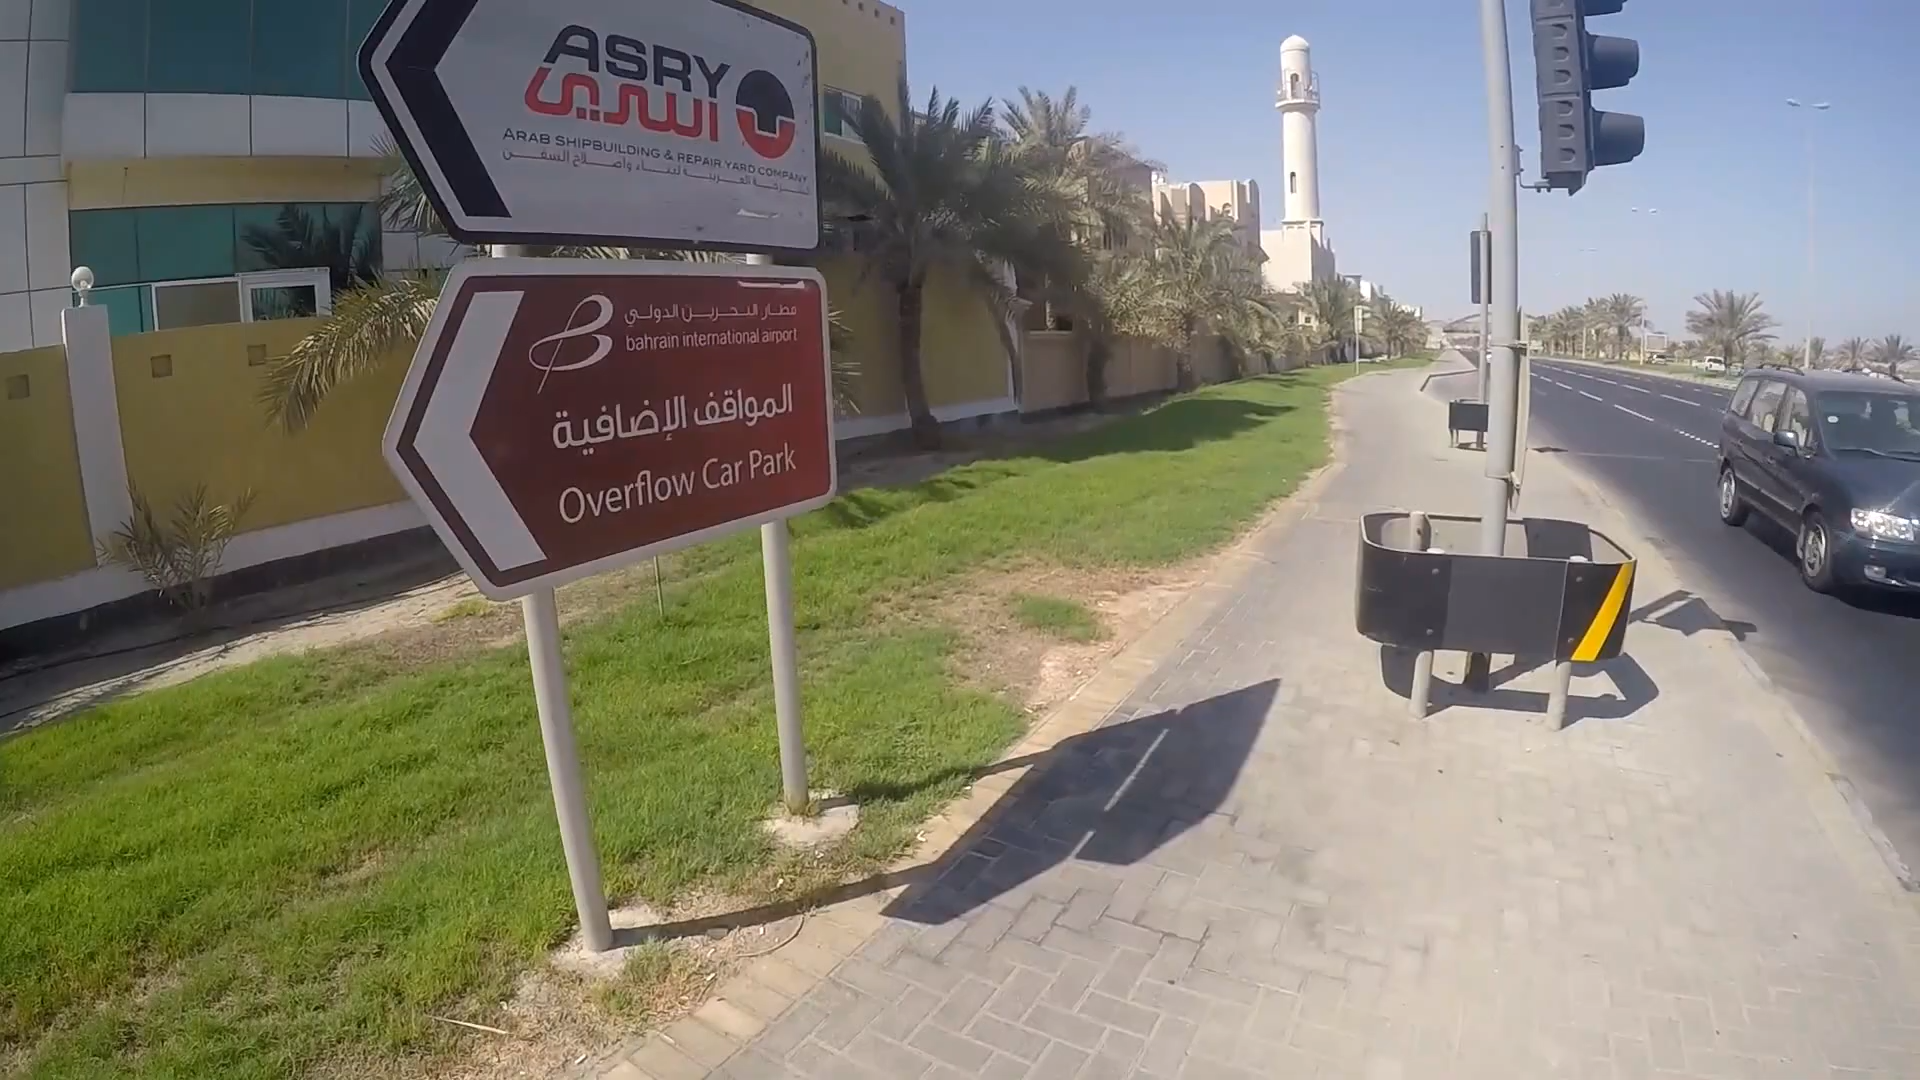 ASRY
اسري
ARAB SHIPBUILDING & REPAIR YARD COMPANY
الشركة العربية لبناء وإصلاح السفن
مطار البحرين الدولي
bahrain international airport
المواقف الإضافية
Overflow Car Park